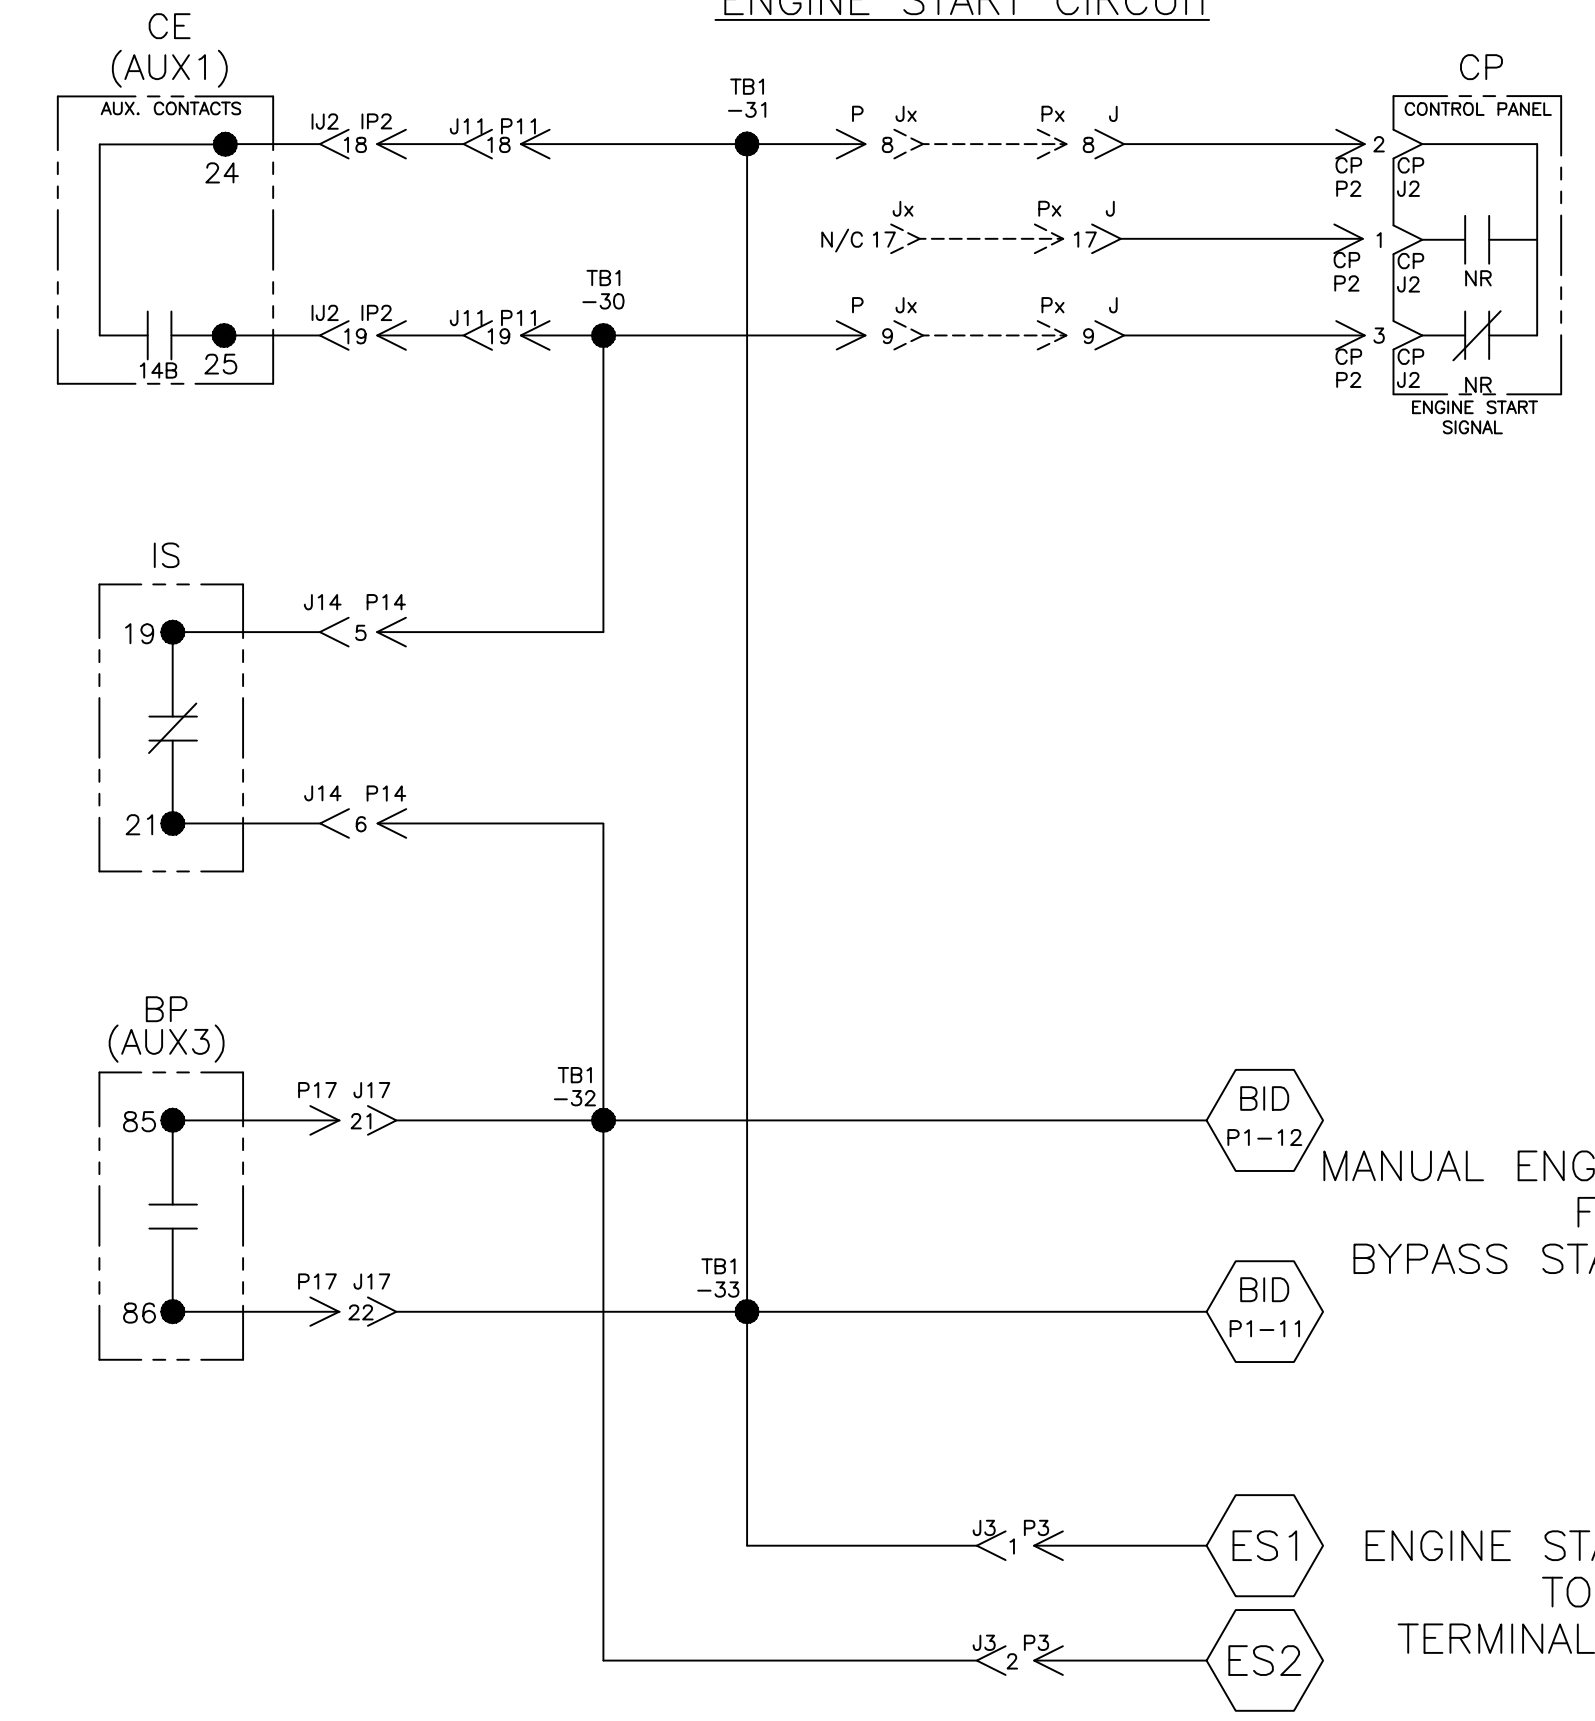 ENGINE START CIRCUIT
CE
(AUX1)
AUX. CONTACTS
24
25
14B
IJ2 IP2
18
J11 P11
18
TB1
-31
P Jx
8
Px J
8
2
CP
P2
CP
J2
CP
CONTROL PANEL
Jx
N/C 17
Px J
17
1
CP
P2
CP
J2
NR
IJ2 IP2
19
J11 P11
19
TB1
-30
P Jx
9
Px J
9
3
CP
P2
CP
J2
NR
ENGINE START
SIGNAL
IS
19
21
J14 P14
5
J14 P14
6
BP
(AUX3)
85
86
P17 J17
21
TB1
-32
BID
P1-12
P17 J17
22
TB1
-33
BID
P1-11
MANUAL ENG
F
BYPASS STA
J3 P3
1
ES1
J3 P3
2
ES2
ENGINE STA
TO
TERMINAL